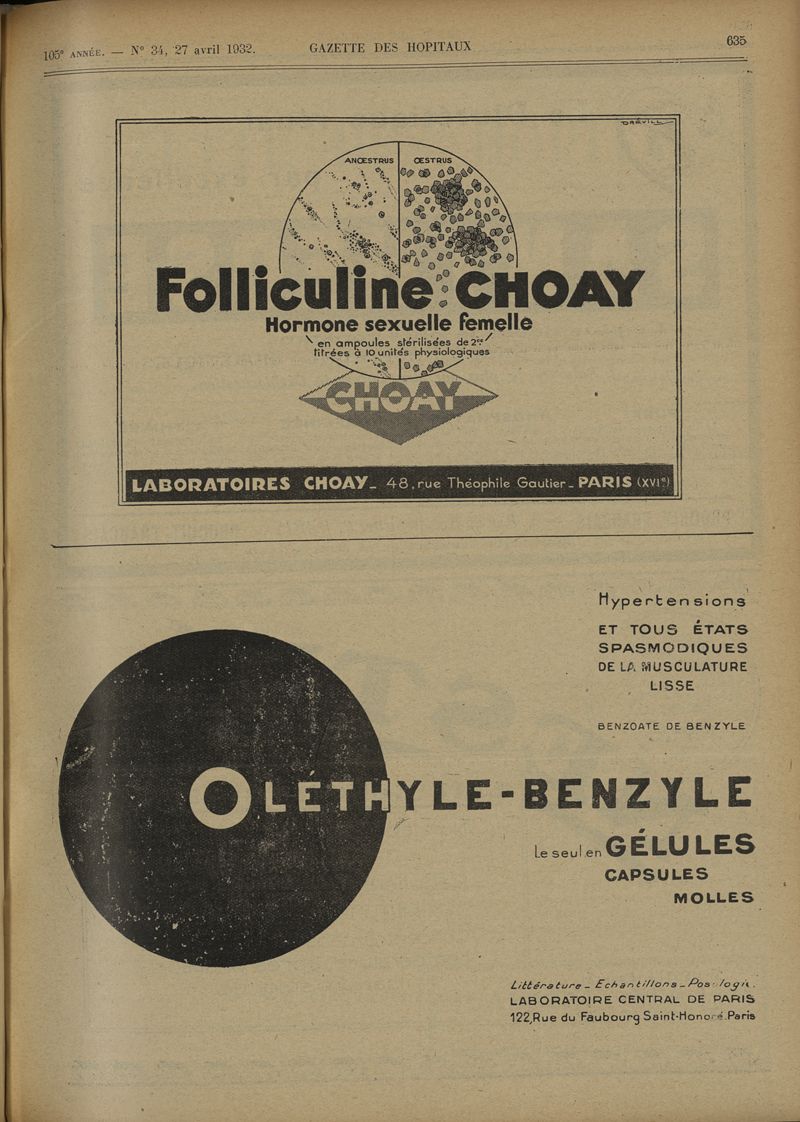 105e ANNÉE. — N° 34, 27 avril 1932.
GAZETTE DES HOPITAUX
635
DRÉVILL
ANŒSTRUS
ŒSTRUS
Folliculine CHOAY
Hormone sexuelle femelle
en ampoules stérilisées de 2
titrées à 10 unités physiologiques
CHOAY
LABORATOIRES CHOAY_ 48, rue Théophile Gautier_ PARIS (XVIe)
Hypertensions
ET TOUS ÉTATS
SPASMODIQUES
DE LA MUSCULATURE
LISSE
BENZOATE DE BENZYLE
OLÉTHYLE-BENZYLE
Le seul en GÉLULES
CAPSULES
MOLLES
Littérature _ Echantillons _ Posologie.
LABORATOIRE CENTRAL DE PARIS
122, Rue du Faubourg Saint-Honoré. Paris